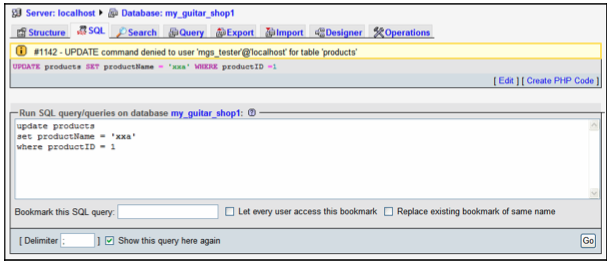 Server: localhost ▸ Database: my_guitar_shop1
Structure SQL Search Query Export Import Designer Operations
#1142 - UPDATE command denied to user 'mgs_tester'@'localhost' for table 'products'
UPDATE products SET productName = 'xxa' WHERE productID =1
[ Edit ] [ Create PHP Code ]
Run SQL query/queries on database my_guitar_shop1:
update products
set productName = 'xxa'
where productID = 1
Bookmark this SQL query: Let every user access this bookmark Replace existing bookmark of same name
[ Delimiter ; ] Show this query here again Go